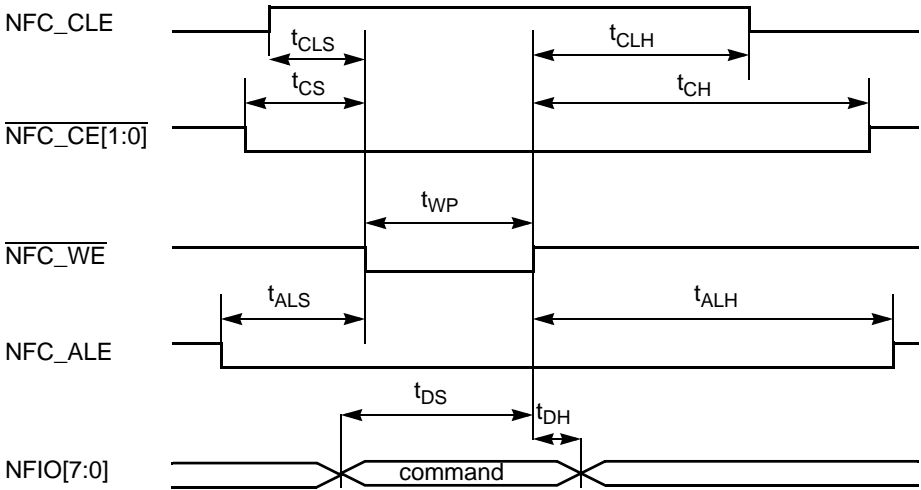 NFC_CLE
tCLS
tCLH
tCS
tCH
NFC_CE[1:0]
tWP
NFC_WE
tALS
tALH
NFC_ALE
tDS
tDH
NFIO[7:0]
command